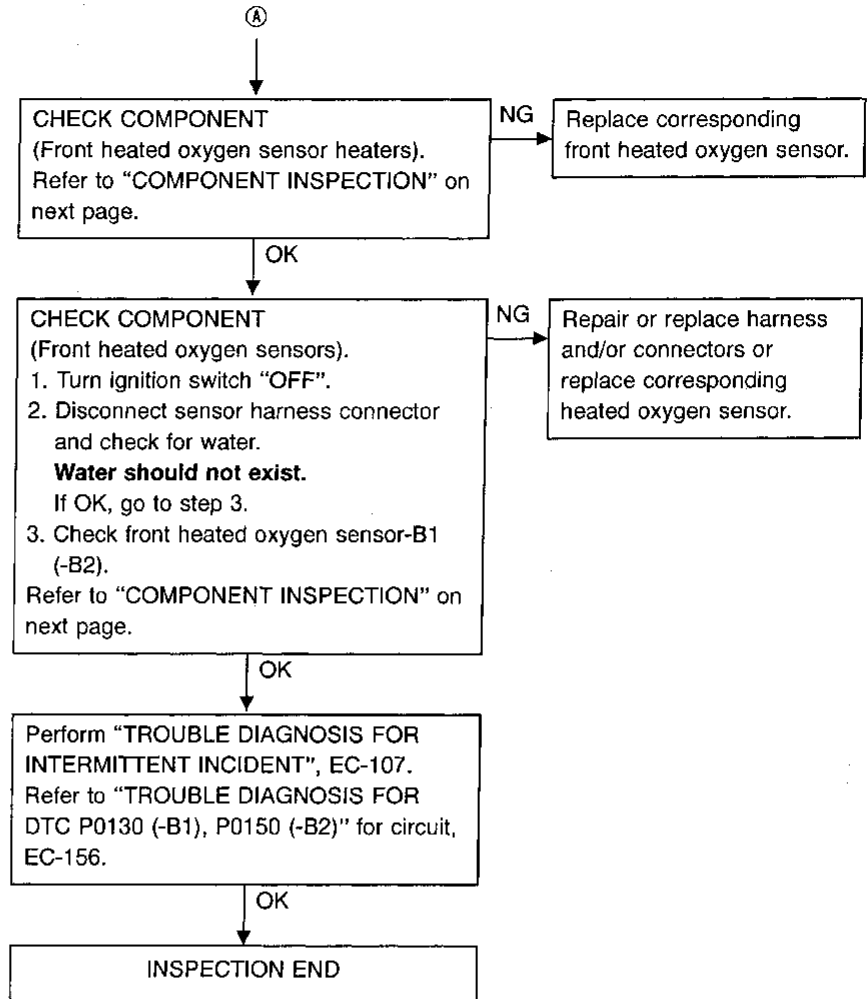 Ⓐ
CHECK COMPONENT
(Front heated oxygen sensor heaters).
Refer to “COMPONENT INSPECTION” on
next page.
NG
Replace corresponding
front heated oxygen sensor.
OK
CHECK COMPONENT
(Front heated oxygen sensors).
1. Turn ignition switch “OFF”.
2. Disconnect sensor harness connector
and check for water.
Water should not exist.
If OK, go to step 3.
3. Check front heated oxygen sensor-B1
(-B2).
Refer to “COMPONENT INSPECTION” on
next page.
NG
Repair or replace harness
and/or connectors or
replace corresponding
heated oxygen sensor.
OK
Perform “TROUBLE DIAGNOSIS FOR
INTERMITTENT INCIDENT”, EC-107.
Refer to “TROUBLE DIAGNOSIS FOR
DTC P0130 (-B1), P0150 (-B2)” for circuit,
EC-156.
OK
INSPECTION END